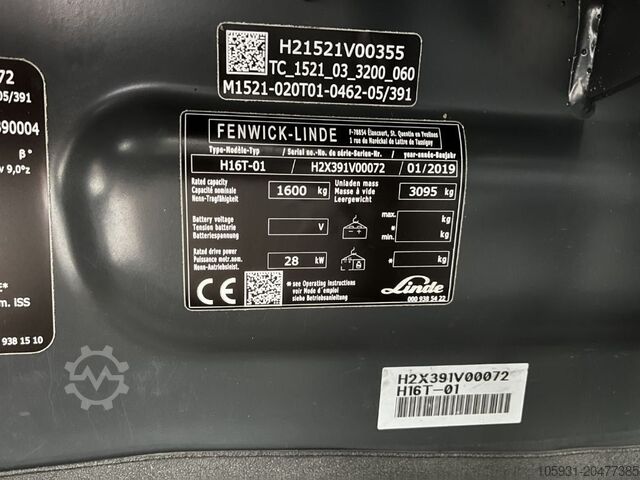 H21521V00355
TC_1521_03_3200_060
M1521-020T01-0462-05/391
72
05/391
90004
β°
v 9,0°z
E*
m. iSS
938 15 10
FENWICK-LINDE
F-78854 Elancourt, St. Quentin en Yvelines
1 rue du Maréchal de Lattre de Tassigny
Type-Modèle-Typ / Serial no.-No. de série-Serien-Nr. / year-année-Baujahr
H16T-01 / H2X391V00072 / 01/2019
Rated capacity
Capacité nominale
Nenn-Tragfähigkeit
1600 kg
Unladen mass
Masse à vide
Leergewicht
3095 kg
Battery voltage
Tension batterie
Batteriespannung
V
max.
kg
*
min.
kg
Rated drive power
Puissance motr.nom.
Nenn-Antriebsleist.
28 kW
* kg
CE
* see Operating Instructions
voir Mode d'emploi
siehe Betriebsanleitung
Linde
000 938 54 22
H2X391V00072
H16T-01
105931-20477385